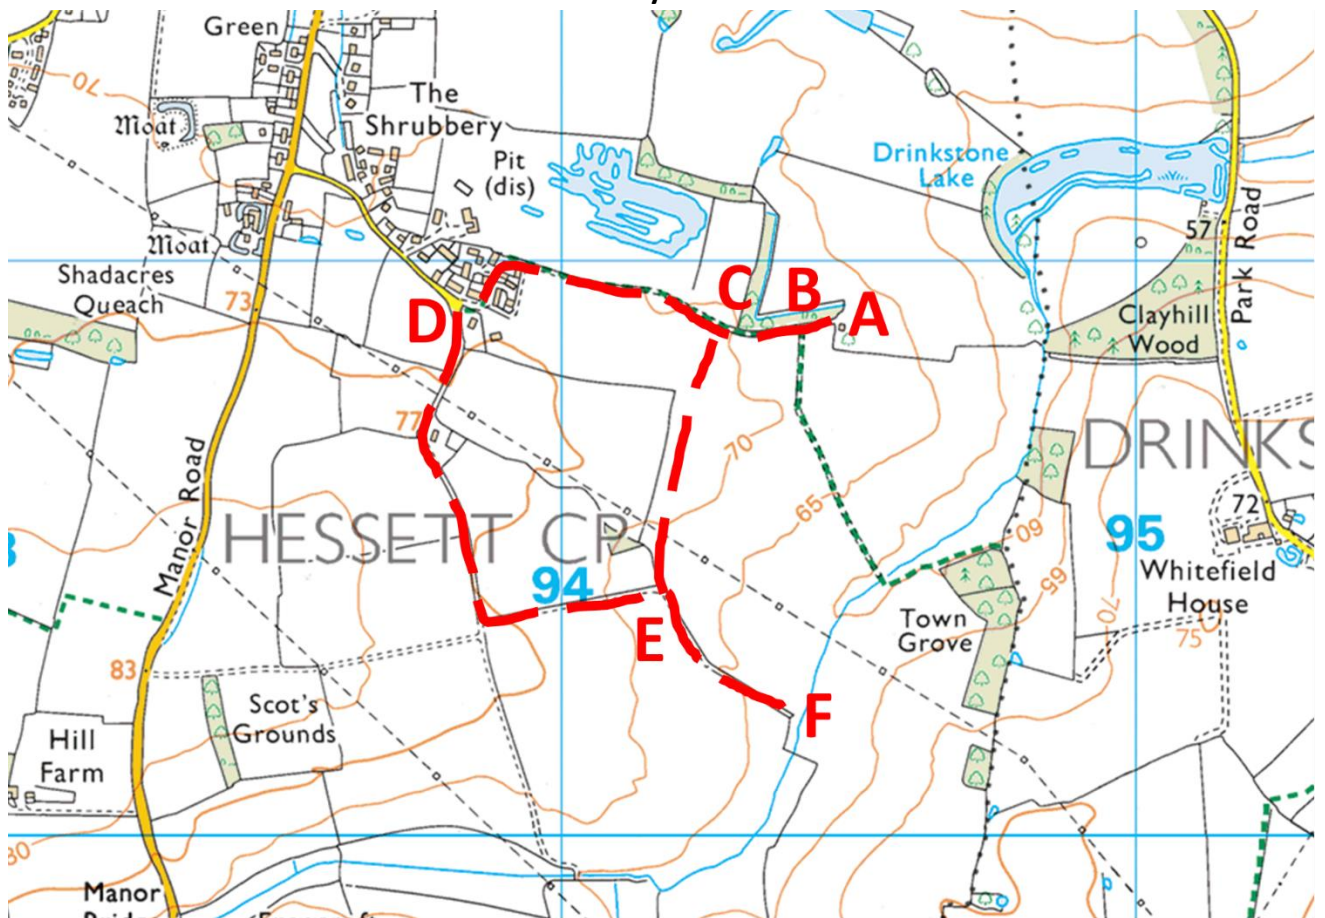 Green
70
The
Shrubbery
Moat
Pit
(dis)
Drinkstone
Lake
57
Park Road
Moat
Shadacres
Queach
73
C
B
A
D
Clayhill
Wood
77
70
DRINKS
Manor Road
65
72
HESSETT CP
95
94
60
Whitefield
House
65
70
Town
Grove
75
E
83
F
Scot's
Grounds
Hill
Farm
80
Manor